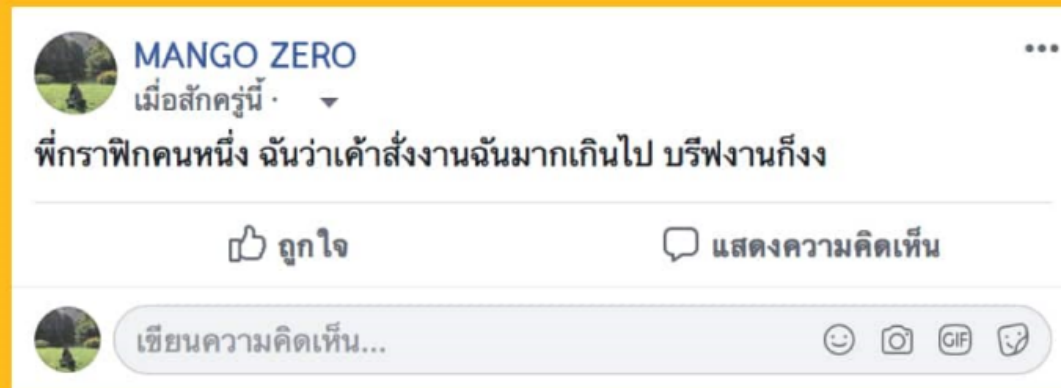 MANGO ZERO
เมื่อสักครู่นี้ ·
พี่กราฟิกคนหนึ่ง ฉันว่าเค้าสั่งงานฉันมากเกินไป บรีฟงานก็งง
ถูกใจ
แสดงความคิดเห็น
เขียนความคิดเห็น...
GIF